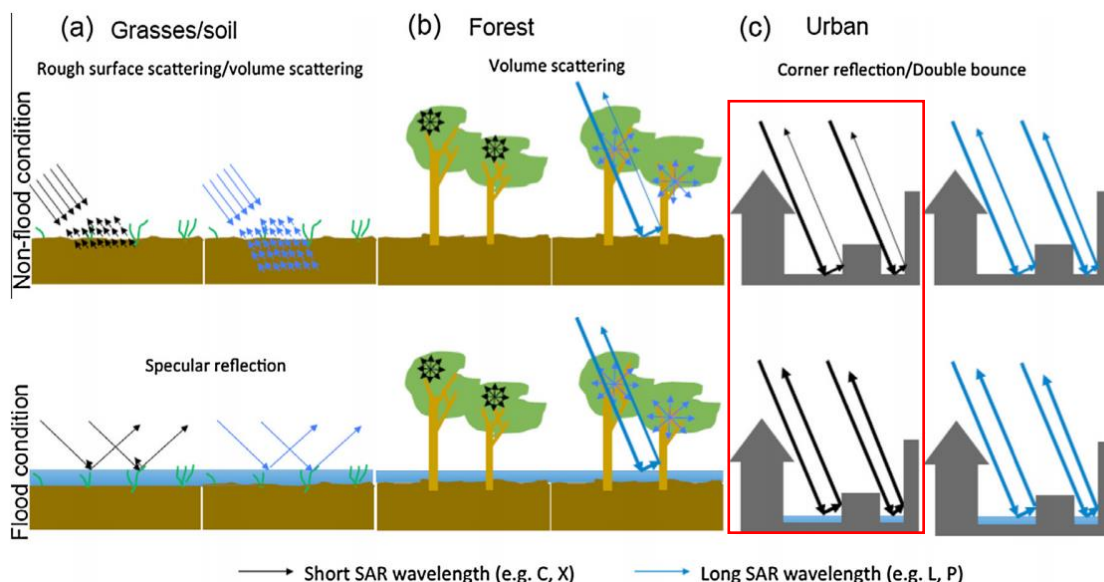 (a) Grasses/soil
(b) Forest
(c) Urban
Rough surface scattering/volume scattering
Volume scattering
Corner reflection/Double bounce
Non-flood condition
Specular reflection
Flood condition
Short SAR wavelength (e.g. C, X)
Long SAR wavelength (e.g. L, P)